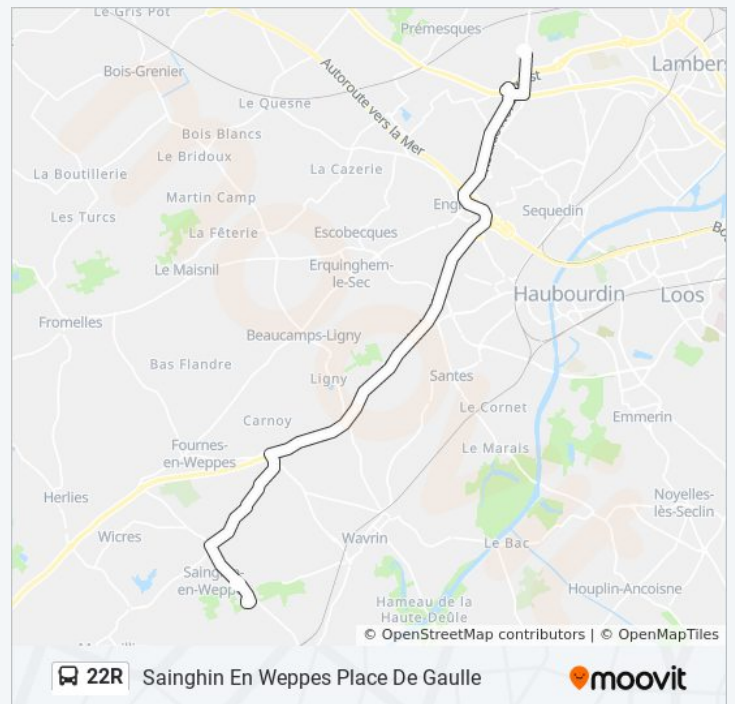 Le Gris Pot
Prémesques
Bois-Grenier
Autoroute vers la Mer
Lambers
Le Quesne
Bois Blancs
Le Bridoux
La Cazerie
La Boutillerie
Martin Camp
Les Turcs
La Fêterie
Escobecques
Sequedin
Le Maisnil
Erquinghem-
le-Sec
Haubourdin
Loos
Fromelles
Beaucamps-Ligny
Bas Flandre
Ligny
Santes
Le Cornet
Emmerin
Carnoy
Fournes-
en-Weppes
Le Marais
Herlies
Noyelles-
lès-Seclin
Wicres
Wavrin
Le Bac
Houplin-Ancoisne
Hameau de la
Haute-Deûle
© OpenStreetMap contributors | © OpenMapTiles
22R Sainghin En Weppes Place De Gaulle
moovit